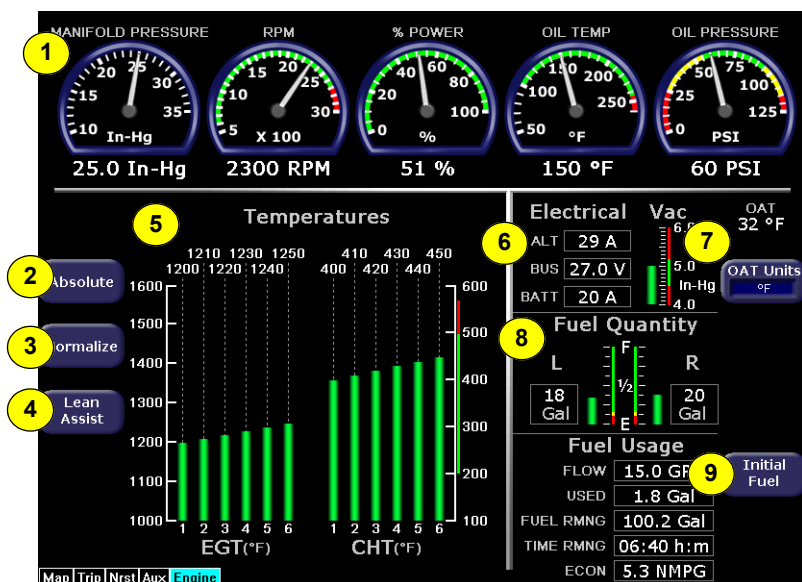 MANIFOLD PRESSURE
RPM
% POWER
OIL TEMP
OIL PRESSURE
1
10 15 20 25 35
In-Hg
5 10 15 20 25 30
X 100
0 20 40 60 80 100
%
50 100 150 200 250
°F
0 25 50 75 100 125
PSI
25.0 In-Hg
2300 RPM
51 %
150 °F
60 PSI
5
Temperatures
1210 1230 1250
1200 1220 1240
410 430 450
400 420 440
2
Absolute
3
ormalize
4
Lean
Assist
1600
1500
1400
1300
1200
1100
1000
600
500
400
300
200
100
1 2 3 4 5 6
1 2 3 4 5 6
EGT(°F)
CHT(°F)
Electrical
6
ALT 29 A
BUS 27.0 V
BATT 20 A
Vac
7
6.0
5.0
In-Hg
4.0
OAT
32 °F
OAT Units
°F
8
Fuel Quantity
L
F
R
½
E
18
Gal
20
Gal
Fuel Usage
FLOW 15.0 GP
USED 1.8 Gal
FUEL RMNG 100.2 Gal
TIME RMNG 06:40 h:m
ECON 5.3 NMPG
9
Initial
Fuel
Map Trip Nrst Aux Engine